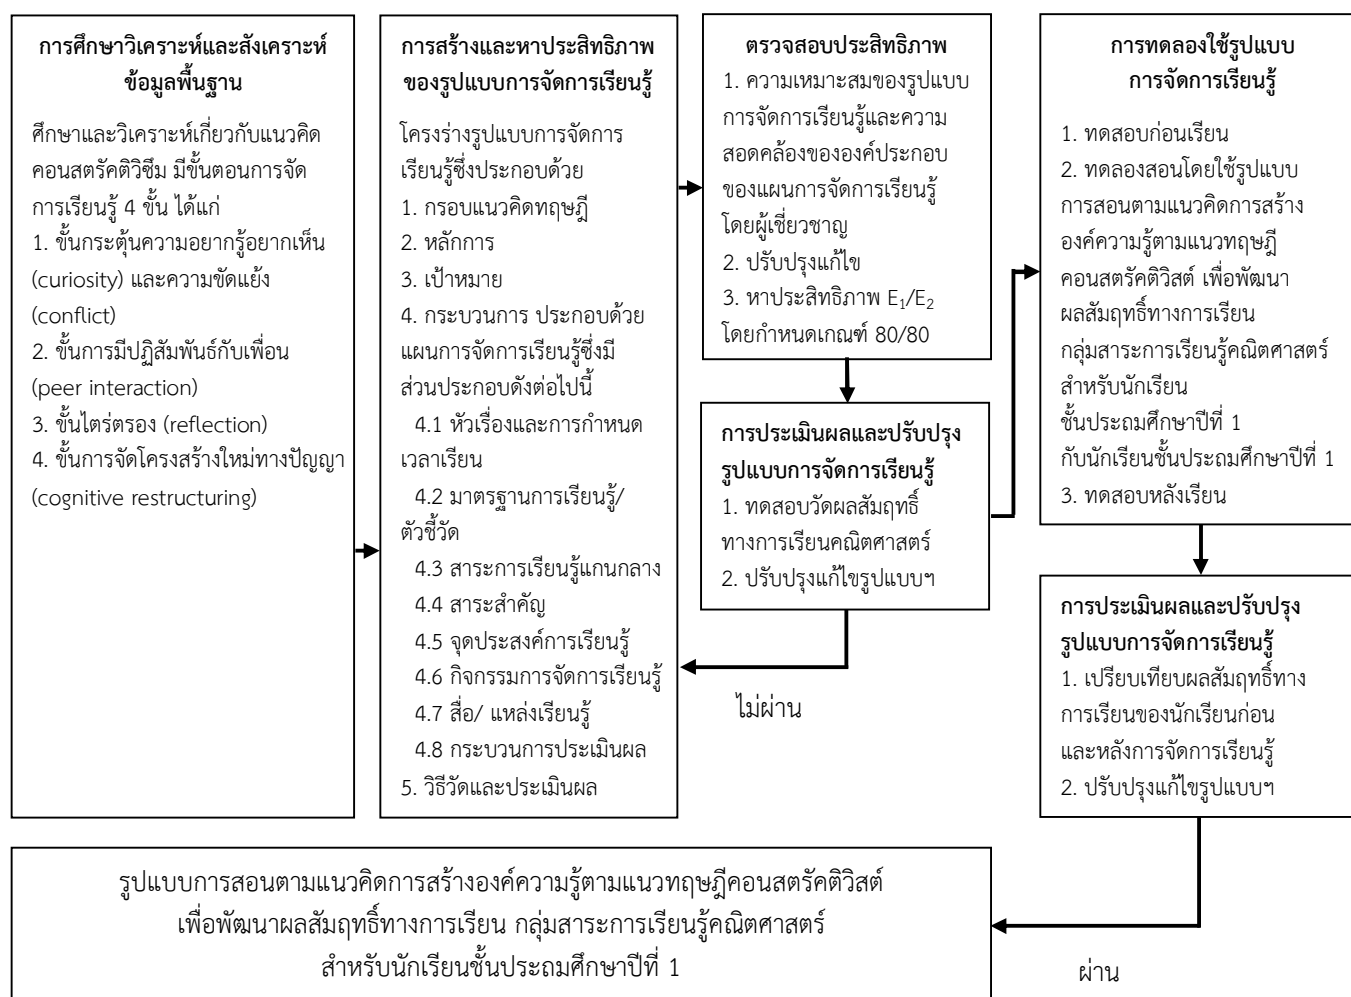 การศึกษาวิเคราะห์และสังเคราะห์
ข้อมูลพื้นฐาน
ศึกษาและวิเคราะห์เกี่ยวกับแนวคิด
คอนสตรัคติวิซึม มีขั้นตอนการจัด
การเรียนรู้ 4 ขั้น ได้แก่
1. ขั้นกระตุ้นความอยากรู้อยากเห็น
(curiosity) และความขัดแย้ง
(conflict)
2. ขั้นการมีปฏิสัมพันธ์กับเพื่อน
(peer interaction)
3. ขั้นไตร่ตรอง (reflection)
4. ขั้นการจัดโครงสร้างใหม่ทางปัญญา
(cognitive restructuring)
การสร้างและหาประสิทธิภาพ
ของรูปแบบการจัดการเรียนรู้
โครงร่างรูปแบบการจัดการ
เรียนรู้ซึ่งประกอบด้วย
1. กรอบแนวคิดทฤษฎี
2. หลักการ
3. เป้าหมาย
4. กระบวนการ ประกอบด้วย
แผนการจัดการเรียนรู้ซึ่งมี
ส่วนประกอบดังต่อไปนี้
4.1 หัวเรื่องและการกำหนด
เวลาเรียน
4.2 มาตรฐานการเรียนรู้/
ตัวชี้วัด
4.3 สาระการเรียนรู้แกนกลาง
4.4 สาระสำคัญ
4.5 จุดประสงค์การเรียนรู้
4.6 กิจกรรมการจัดการเรียนรู้
4.7 สื่อ/ แหล่งเรียนรู้
4.8 กระบวนการประเมินผล
5. วิธีวัดและประเมินผล
ตรวจสอบประสิทธิภาพ
1. ความเหมาะสมของรูปแบบ
การจัดการเรียนรู้และความ
สอดคล้องขององค์ประกอบ
ของแผนการจัดการเรียนรู้
โดยผู้เชี่ยวชาญ
2. ปรับปรุงแก้ไข
3. หาประสิทธิภาพ E₁/E₂
โดยกำหนดเกณฑ์ 80/80
การประเมินผลและปรับปรุง
รูปแบบการจัดการเรียนรู้
1. ทดสอบวัดผลสัมฤทธิ์
ทางการเรียนคณิตศาสตร์
2. ปรับปรุงแก้ไขรูปแบบฯ
ไม่ผ่าน
การทดลองใช้รูปแบบ
การจัดการเรียนรู้
1. ทดสอบก่อนเรียน
2. ทดลองสอนโดยใช้รูปแบบ
การสอนตามแนวคิดการสร้าง
องค์ความรู้ตามแนวทฤษฎี
คอนสตรัคติวิสต์ เพื่อพัฒนา
ผลสัมฤทธิ์ทางการเรียน
กลุ่มสาระการเรียนรู้คณิตศาสตร์
สำหรับนักเรียน
ชั้นประถมศึกษาปีที่ 1
กับนักเรียนชั้นประถมศึกษาปีที่ 1
3. ทดสอบหลังเรียน
การประเมินผลและปรับปรุง
รูปแบบการจัดการเรียนรู้
1. เปรียบเทียบผลสัมฤทธิ์ทาง
การเรียนของนักเรียนก่อน
และหลังการจัดการเรียนรู้
2. ปรับปรุงแก้ไขรูปแบบฯ
ผ่าน
รูปแบบการสอนตามแนวคิดการสร้างองค์ความรู้ตามแนวทฤษฎีคอนสตรัคติวิสต์
เพื่อพัฒนาผลสัมฤทธิ์ทางการเรียน กลุ่มสาระการเรียนรู้คณิตศาสตร์
สำหรับนักเรียนชั้นประถมศึกษาปีที่ 1